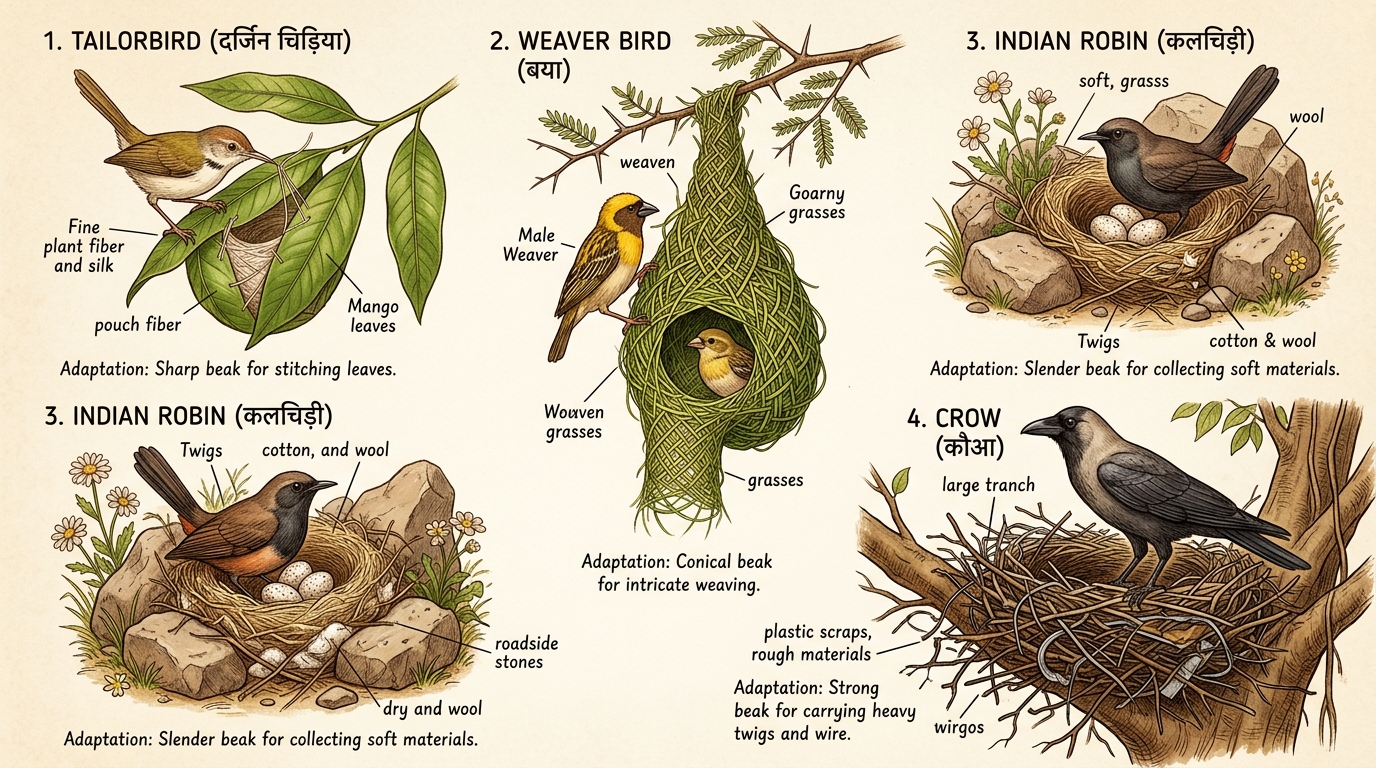 1. TAILORBIRD (दर्जिन चिड़िया)
Fine
plant fiber
and silk
pouch fiber
Mango
leaves
Adaptation: Sharp beak for stitching leaves.
2. WEAVER BIRD
(बया)
weaven
Goarny
grasses
Male
Weaver
Wouven
grasses
grasses
Adaptation: Conical beak
for intricate weaving.
3. INDIAN ROBIN (कलचिड़ी)
soft, grasss
wool
Twigs
cotton & wool
Adaptation: Slender beak for collecting soft materials.
3. INDIAN ROBIN (कलचिड़ी)
Twigs
cotton, and wool
roadside
stones
dry and wool
Adaptation: Slender beak for collecting soft materials.
4. CROW
(कौआ)
large tranch
plastic scraps,
rough materials
Adaptation: Strong
beak for carrying heavy
twigs and wire.
wirgos